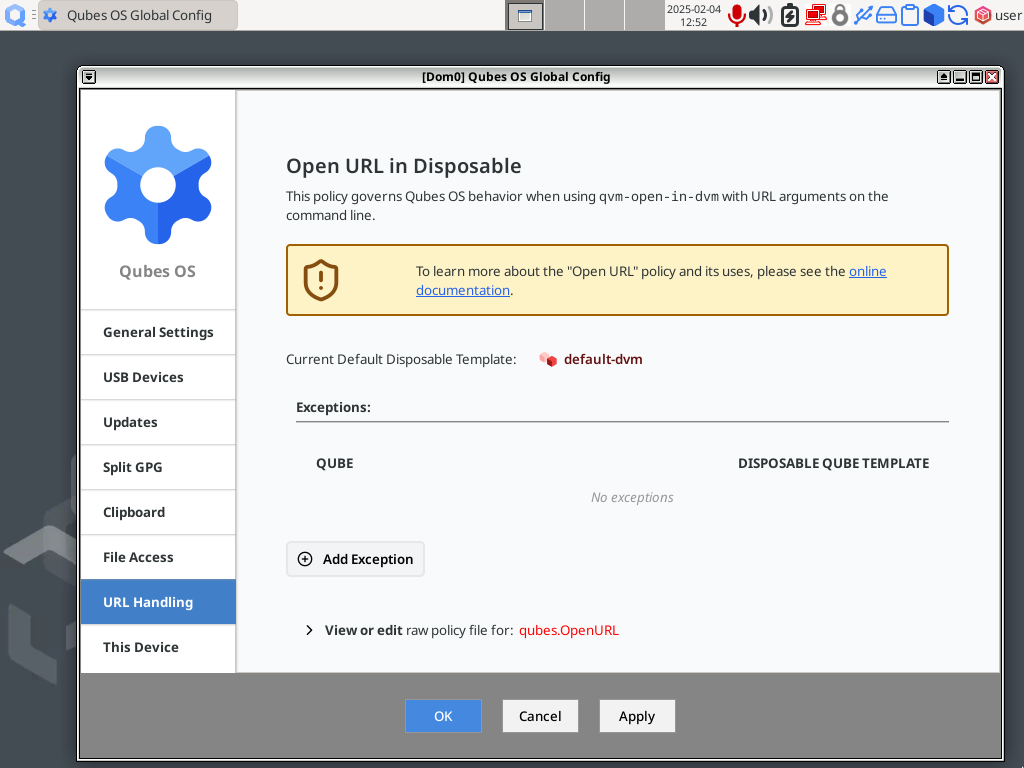 Qubes OS Global Config
2025-02-04
12:52
user
[Dom0] Qubes OS Global Config
Qubes OS
General Settings
USB Devices
Updates
Split GPG
Clipboard
File Access
URL Handling
This Device
Open URL in Disposable
This policy governs Qubes OS behavior when using qvm-open-in-dvm with URL arguments on the
command line.
To learn more about the "Open URL" policy and its uses, please see the online
documentation.
Current Default Disposable Template: default-dvm
Exceptions:
QUBE DISPOSABLE QUBE TEMPLATE
No exceptions
Add Exception
View or edit raw policy file for: qubes.OpenURL
OK Cancel Apply